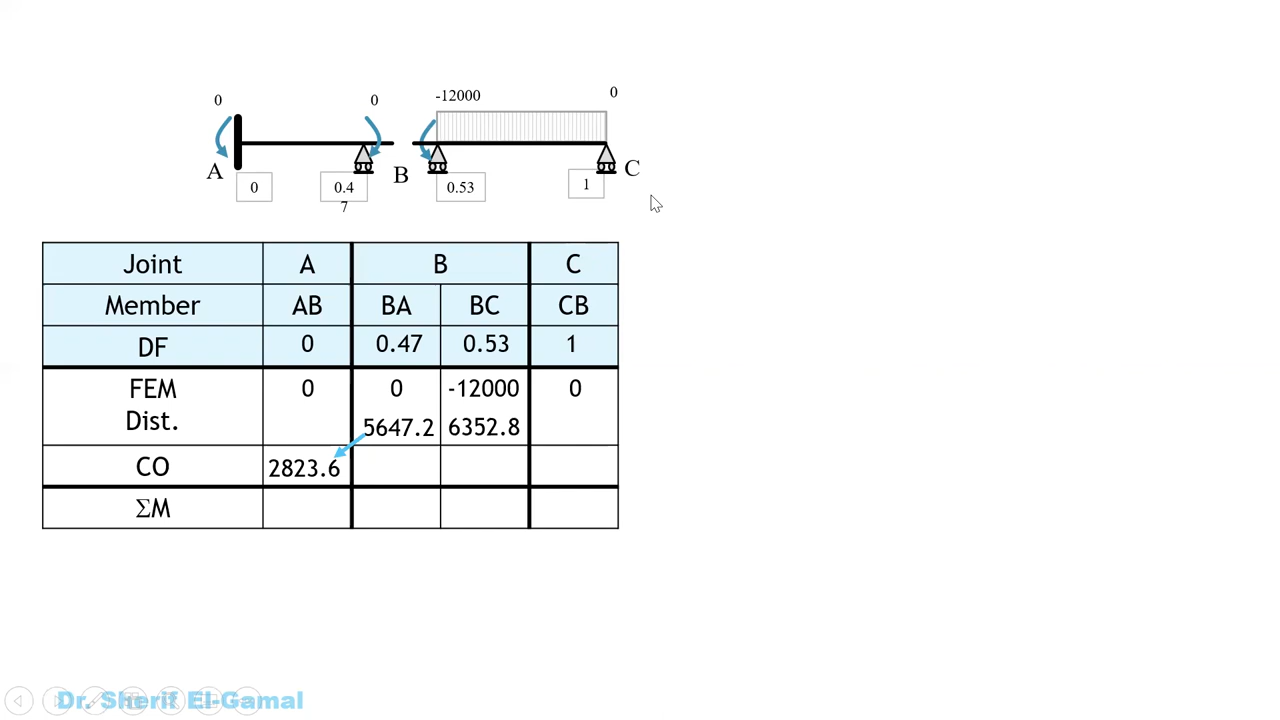 0 0 -12000 0
A B C
0 0.4
7 0.53 1
Joint A B C
Member AB BA BC CB
DF 0 0.47 0.53 1
FEM 0 0 -12000 0
Dist. 5647.2 6352.8
CO 2823.6
ΣM
Dr. Sherif El-Gamal